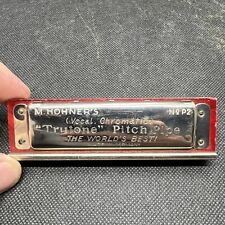 M. HOHNER'S
No P2
(Vocal. Chromatic)
"Trutone" Pitch Pipe
THE WORLD'S BEST!